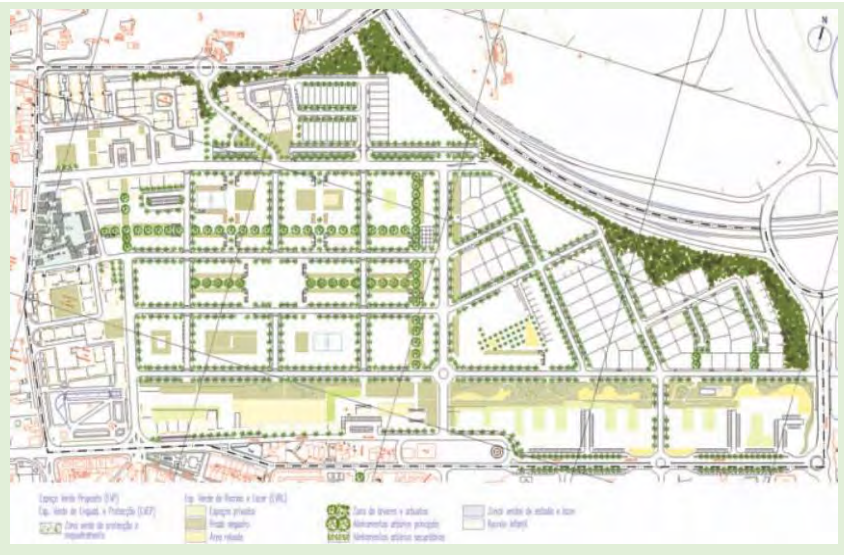 N
Espaço Verde Proposto (EVP)
Esp. Verde de Enquad. e Protecção (EVEP)
Zona verde de protecção e
enquadramento
Esp. Verde de Recreio e Lazer (EVRL)
Espaços privados
Prado sequeiro
Área relvada
Zona de árvores e arbustos
Alinhamentos arbóreos principais
Alinhamentos arbóreos secundários
Zonas verdes de estadia e lazer
Recreio infantil